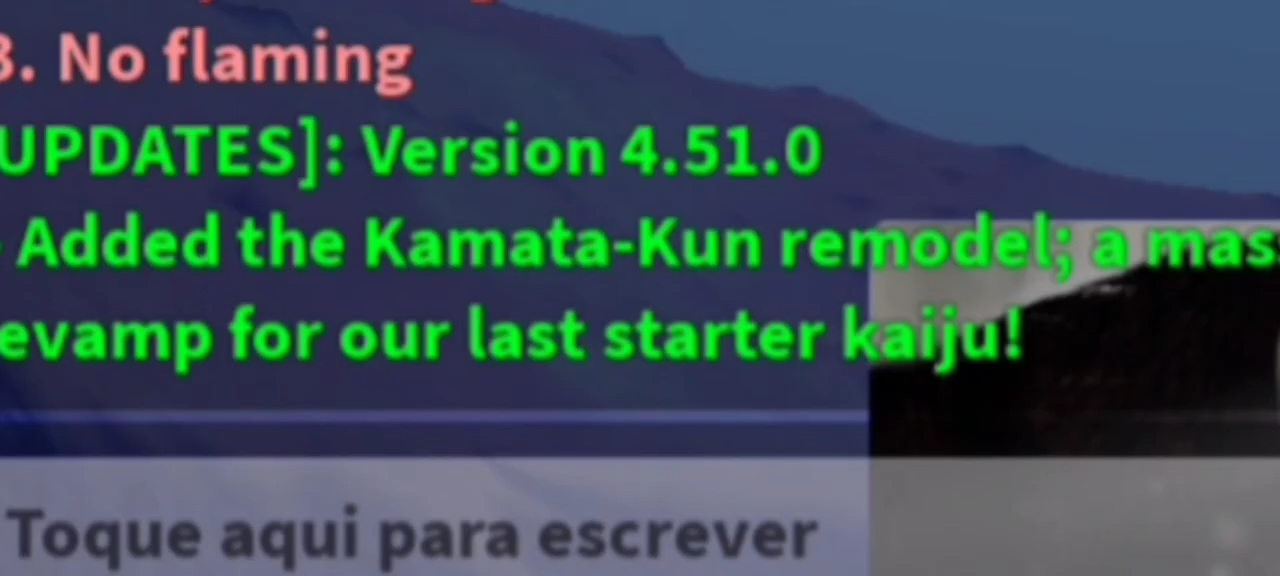 3. No flaming
UPDATES]: Version 4.51.0
- Added the Kamata-Kun remodel; a mass
evamp for our last starter kaiju!
Toque aqui para escrever